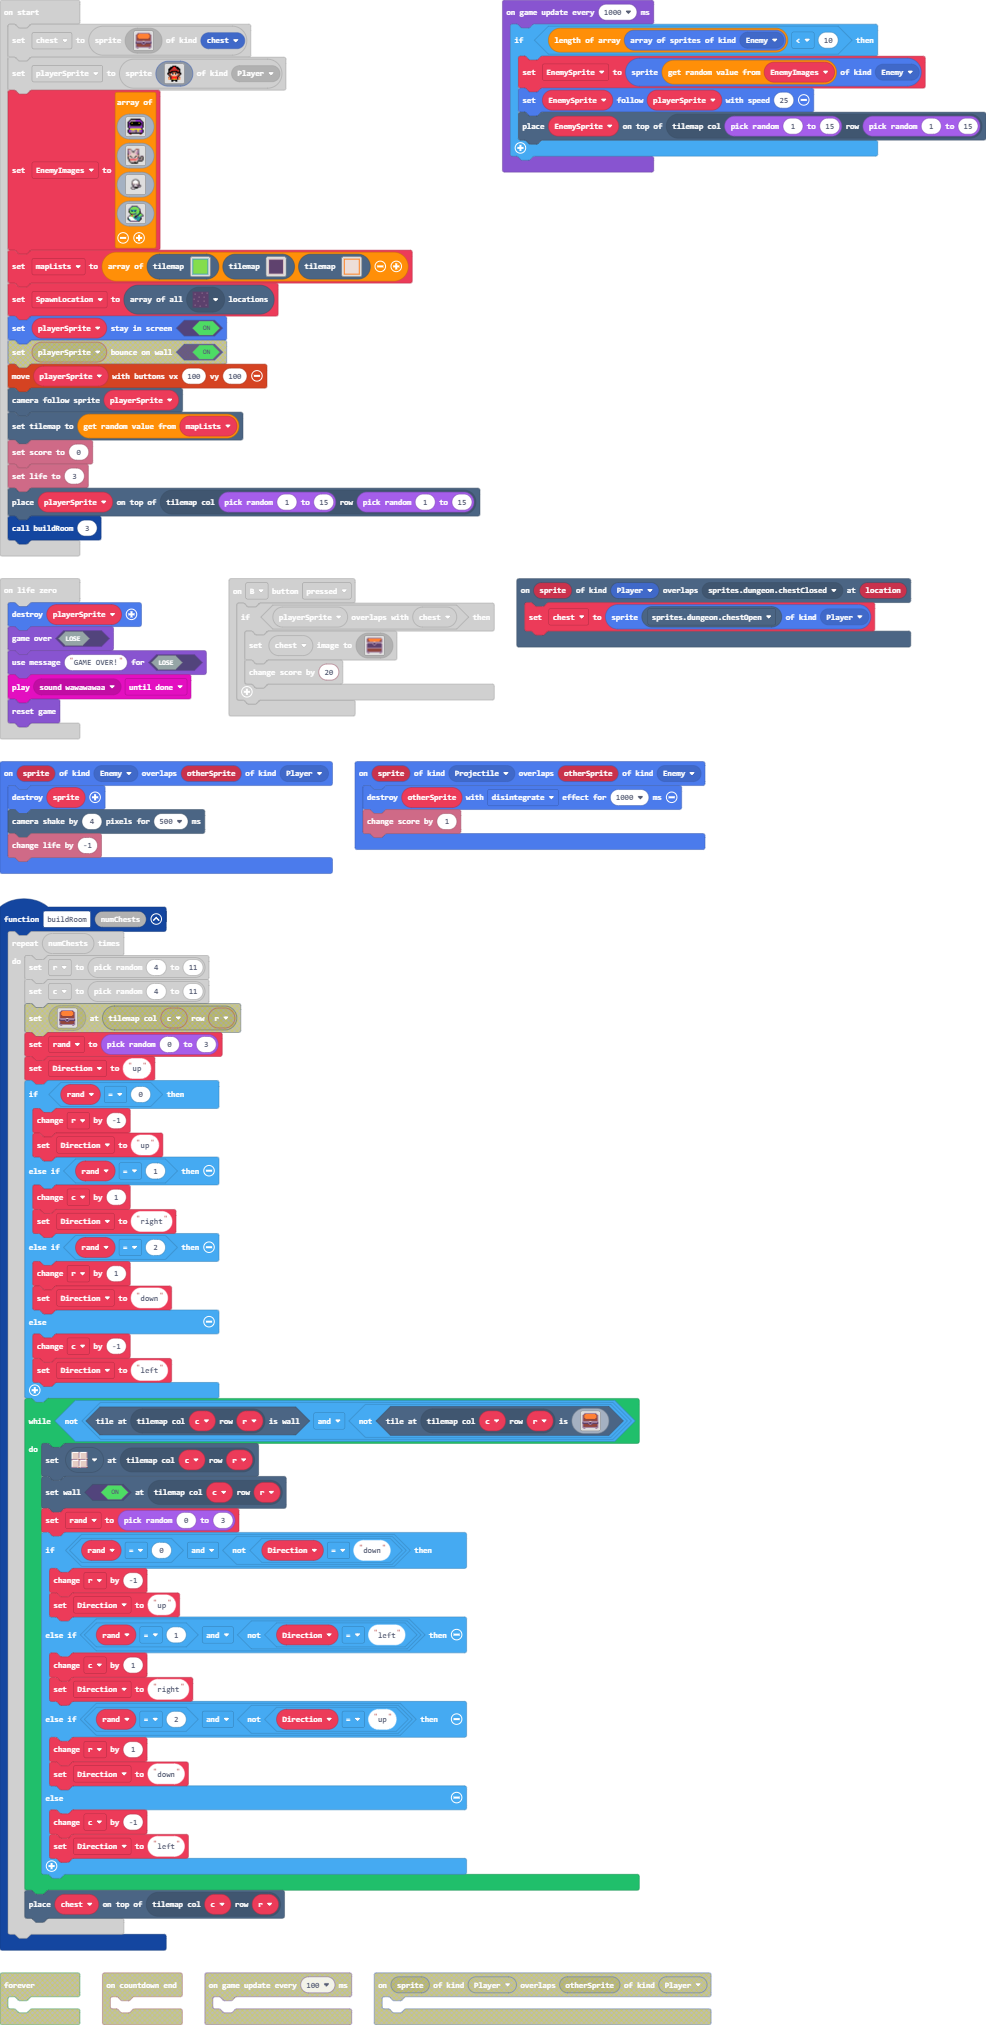 on start
set chest to sprite of kind chest
set playerSprite to sprite of kind Player
set EnemyImages to array of
set mapLists to array of tilemap tilemap tilemap
set SpawnLocation to array of all locations
set playerSprite stay in screen ON
set playerSprite bounce on wall ON
move playerSprite with buttons vx 100 vy 100
camera follow sprite playerSprite
set tilemap to get random value from mapLists
set score to 0
set life to 3
place playerSprite on top of tilemap col pick random 1 to 15 row pick random 1 to 15
call buildRoom 3
on game update every 1000 ms
if length of array array of sprites of kind Enemy < 10 then
set EnemySprite to sprite get random value from EnemyImages of kind Enemy
set EnemySprite follow playerSprite with speed 25
place EnemySprite on top of tilemap col pick random 1 to 15 row pick random 1 to 15
on life zero
destroy playerSprite
game over LOSE
use message "GAME OVER!" for LOSE
play sound wawawawaa until done
reset game
on B button pressed
if playerSprite overlaps with chest then
set chest image to
change score by 20
on sprite of kind Player overlaps sprites.dungeon.chestClosed at location
set chest to sprite sprites.dungeon.chestOpen of kind Player
on sprite of kind Enemy overlaps otherSprite of kind Player
destroy sprite
camera shake by 4 pixels for 500 ms
change life by -1
on sprite of kind Projectile overlaps otherSprite of kind Enemy
destroy otherSprite with disintegrate effect for 1000 ms
change score by 1
function buildRoom numChests
repeat numChests times
do
set r to pick random 4 to 11
set c to pick random 4 to 11
set at tilemap col c row r
set rand to pick random 0 to 3
set Direction to "up"
if rand = 0 then
change r by -1
set Direction to "up"
else if rand = 1 then
change c by 1
set Direction to "right"
else if rand = 2 then
change r by 1
set Direction to "down"
else
change c by -1
set Direction to "left"
while not tile at tilemap col c row r is wall and not tile at tilemap col c row r is
do
set at tilemap col c row r
set wall ON at tilemap col c row r
set rand to pick random 0 to 3
if rand = 0 and not Direction = "down" then
change r by -1
set Direction to "up"
else if rand = 1 and not Direction = "left" then
change c by 1
set Direction to "right"
else if rand = 2 and not Direction = "up" then
change r by 1
set Direction to "down"
else
change c by -1
set Direction to "left"
place chest on top of tilemap col c row r
forever
on countdown end
on game update every 100 ms
on sprite of kind Player overlaps otherSprite of kind Player